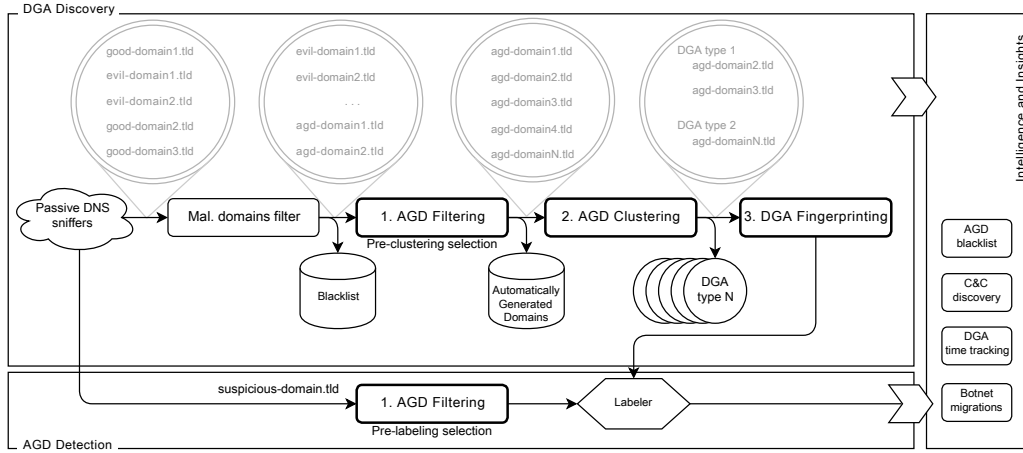 DGA Discovery
good-domain1.tld
evil-domain1.tld
evil-domain2.tld
good-domain2.tld
good-domain3.tld
evil-domain1.tld
evil-domain2.tld
...
agd-domain1.tld
agd-domain2.tld
agd-domain1.tld
agd-domain2.tld
agd-domain3.tld
agd-domain4.tld
agd-domainN.tld
DGA type 1
agd-domain2.tld
agd-domain3.tld
DGA type 2
agd-domainN.tld
Passive DNS
sniffers
Mal. domains filter
1. AGD Filtering
Pre-clustering selection
2. AGD Clustering
3. DGA Fingerprinting
Blacklist
Automatically
Generated
Domains
DGA
type N
suspicious-domain.tld
1. AGD Filtering
Pre-labeling selection
Labeler
AGD Detection
Intelligence and Insights
AGD
blacklist
C&C
discovery
DGA
time tracking
Botnet
migrations